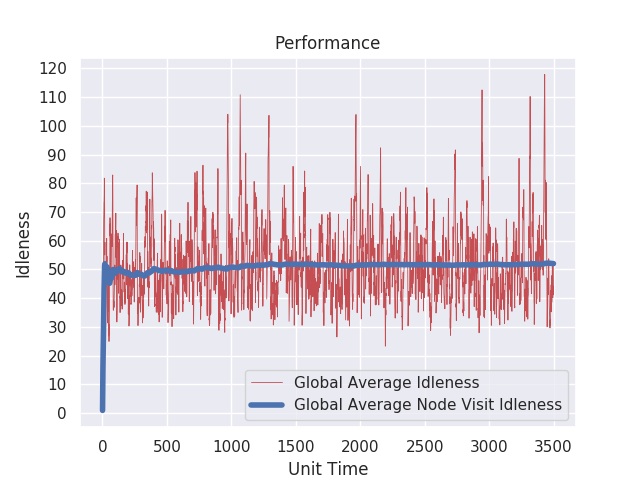 Performance
120
110
100
90
80
70
60
50
40
30
20
10
0
Idleness
0 500 1000 1500 2000 2500 3000 3500
Unit Time
Global Average Idleness
Global Average Node Visit Idleness